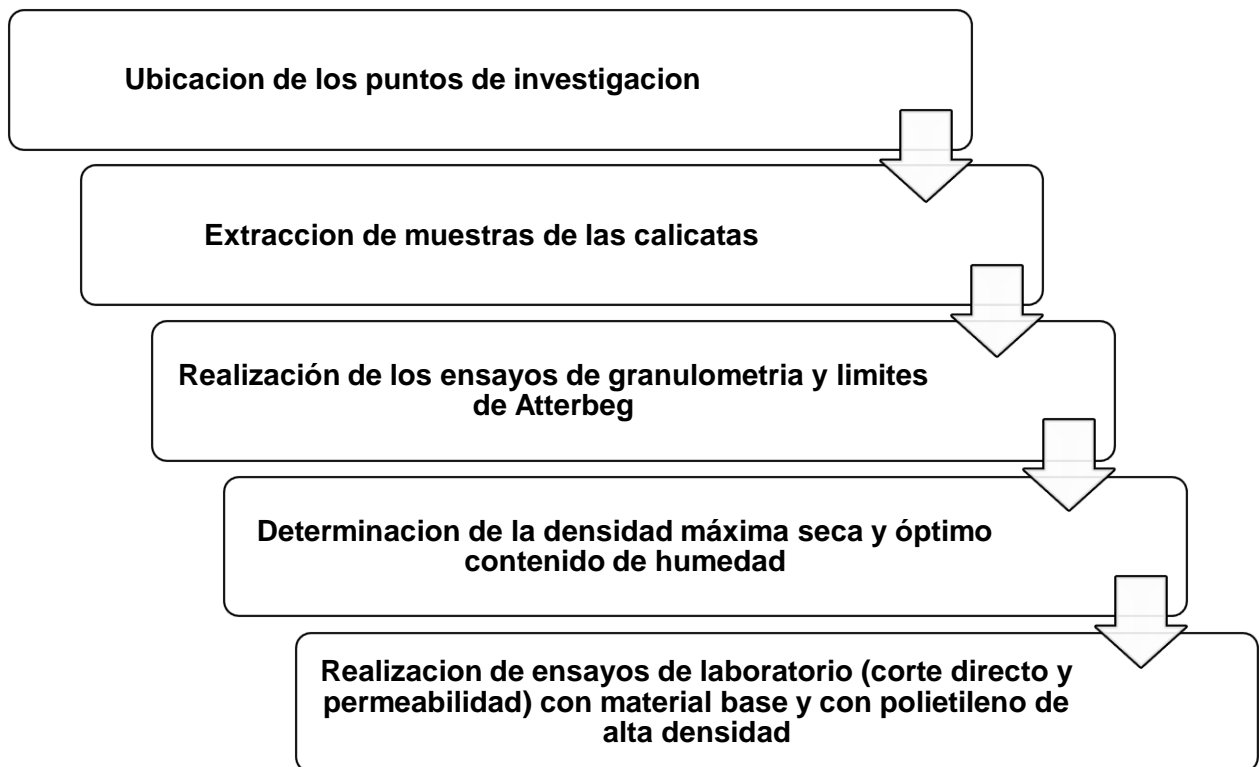 Ubicacion de los puntos de investigacion
Extraccion de muestras de las calicatas
Realización de los ensayos de granulometria y limites
de Atterbeg
Determinacion de la densidad máxima seca y óptimo
contenido de humedad
Realizacion de ensayos de laboratorio (corte directo y
permeabilidad) con material base y con polietileno de
alta densidad